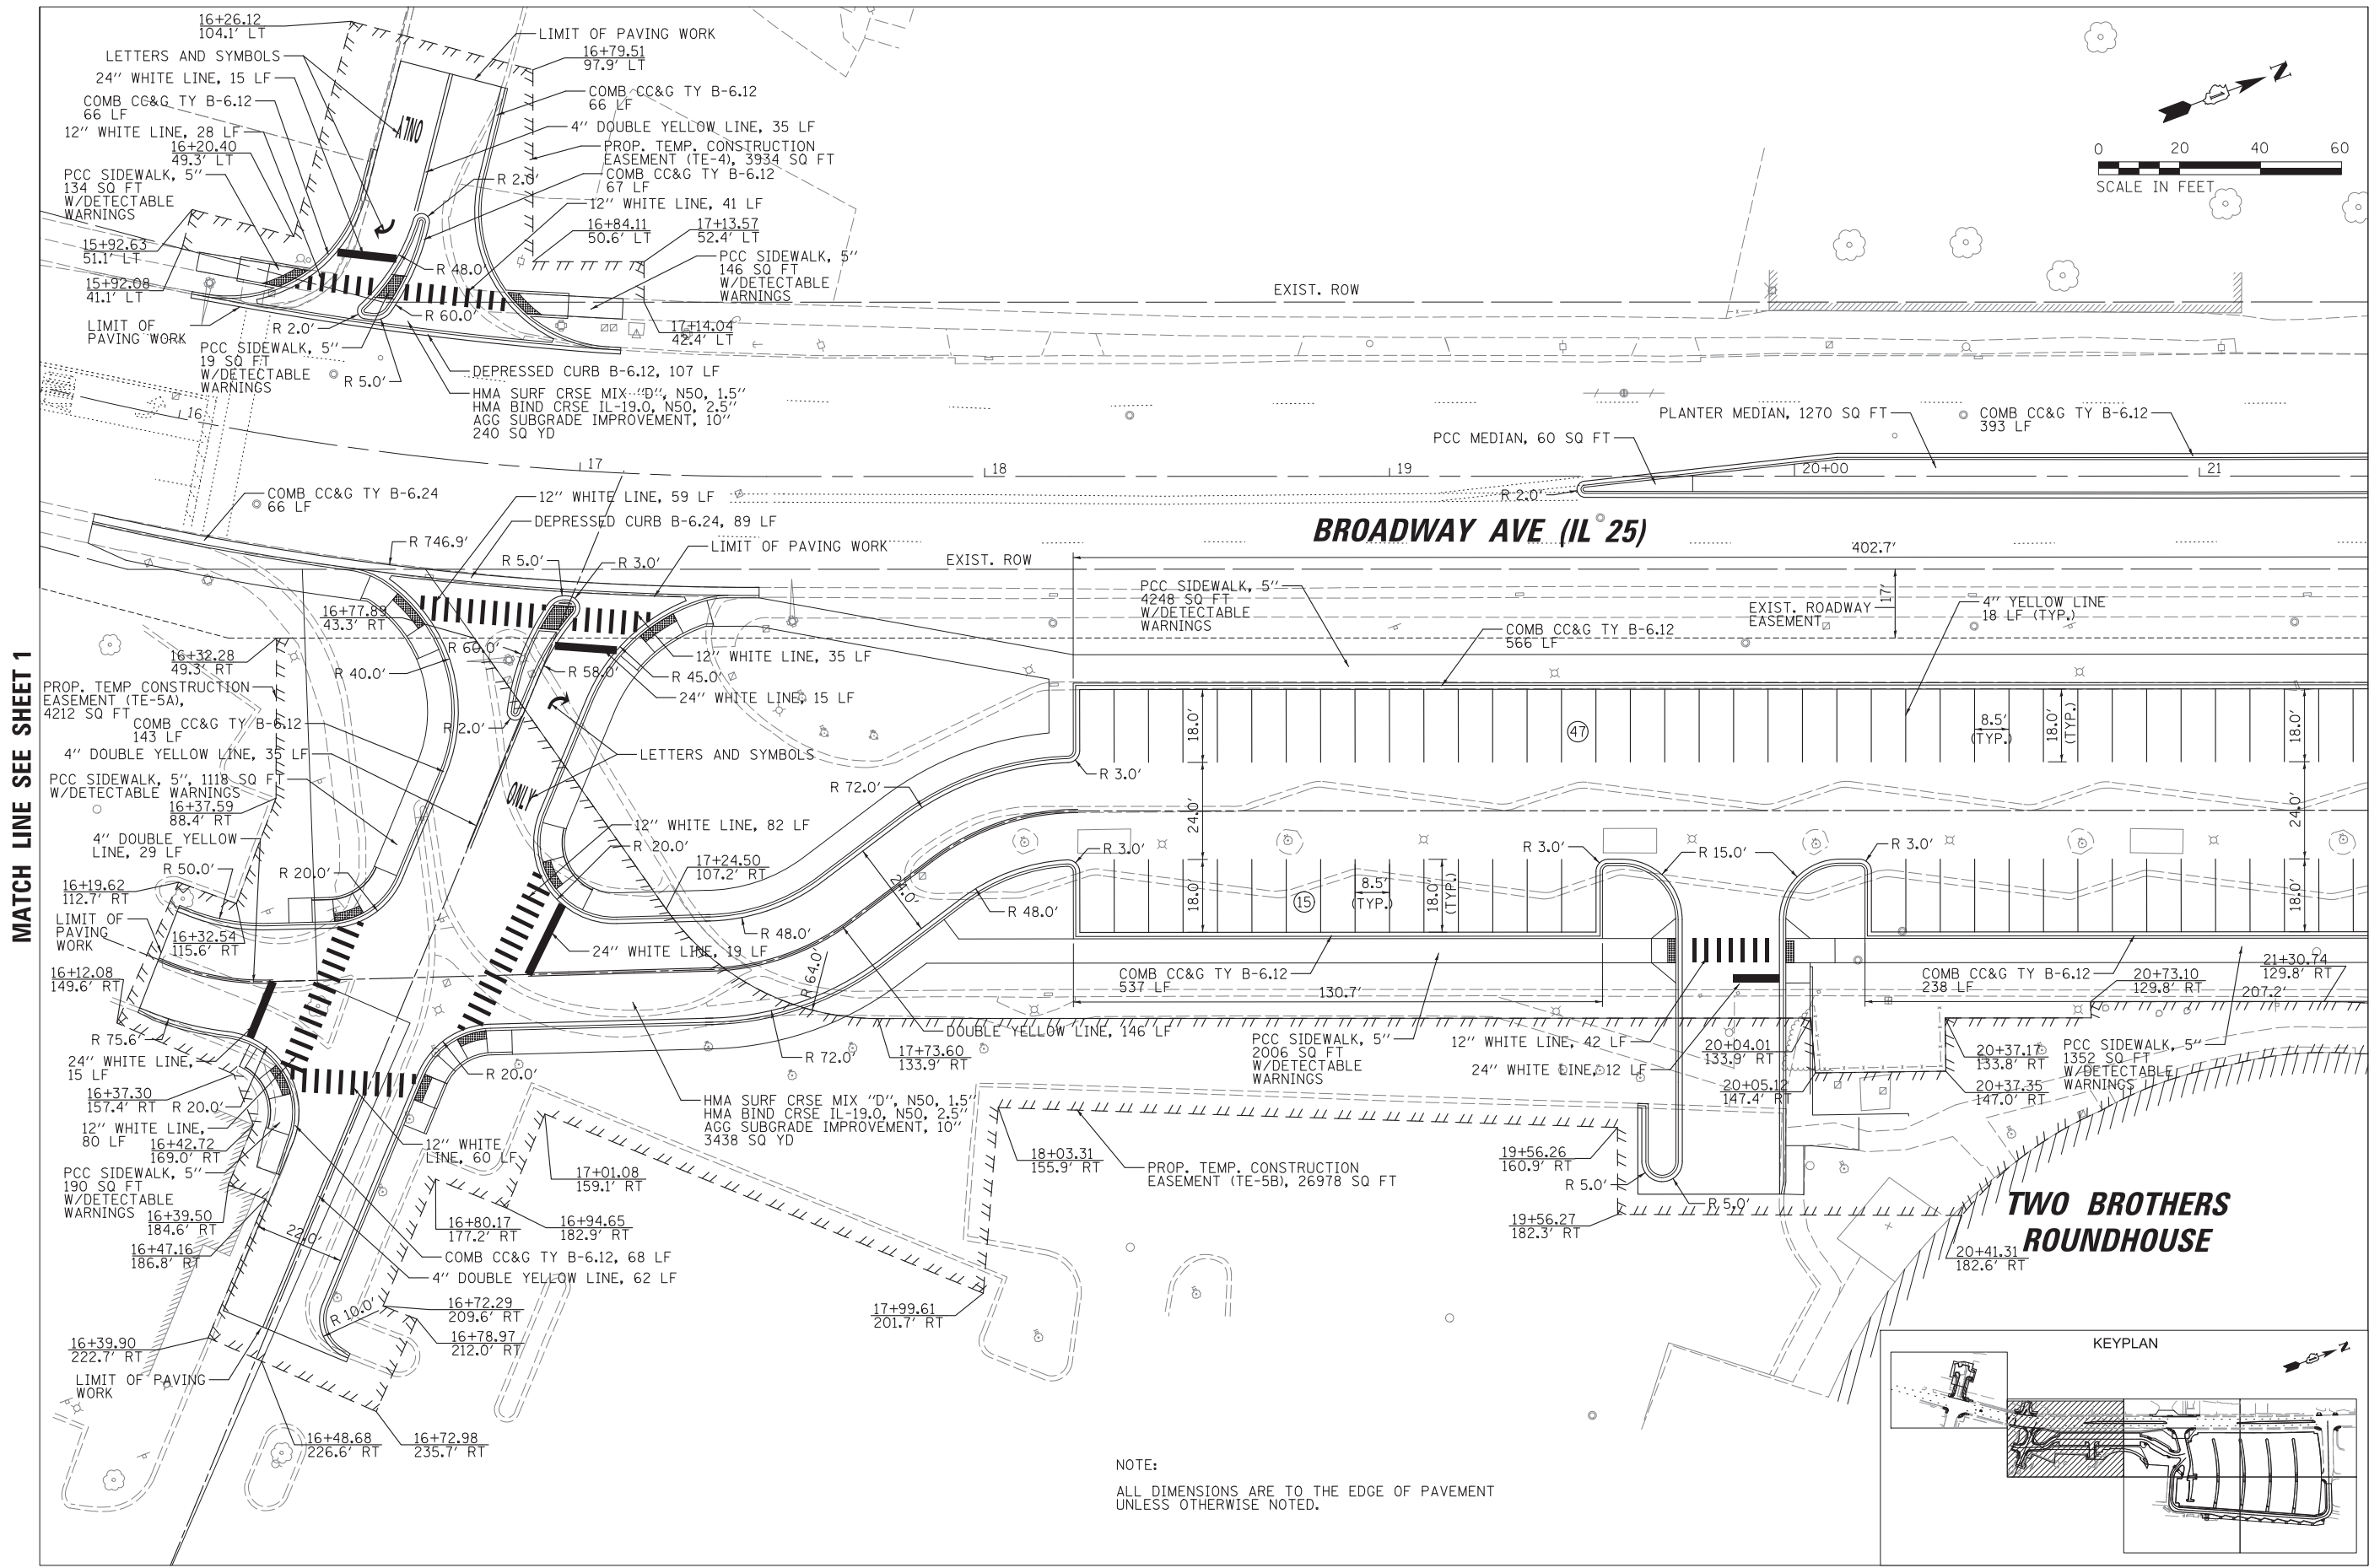 16+26.12
104.1' LT
LETTERS AND SYMBOLS
24" WHITE LINE, 15 LF
COMB CC&G TY B-6.12
66 LF
12" WHITE LINE, 28 LF
16+20.40
49.3' LT
PCC SIDEWALK, 5"
134 SQ FT
W/DETECTABLE
WARNINGS
15+92.63
51.1' LT
15+92.08
41.1' LT
LIMIT OF
PAVING WORK
R 2.0'
PCC SIDEWALK, 5"
19 SQ FT
W/DETECTABLE
WARNINGS
R 5.0'
LIMIT OF PAVING WORK
16+79.51
97.9' LT
COMB CC&G TY B-6.12
66 LF
4" DOUBLE YELLOW LINE, 35 LF
PROP. TEMP. CONSTRUCTION
EASEMENT (TE-4), 3934 SQ FT
COMB CC&G TY B-6.12
67 LF
R 2.0'
12" WHITE LINE, 41 LF
16+84.11
50.6' LT
17+13.57
52.4' LT
PCC SIDEWALK, 5"
146 SQ FT
W/DETECTABLE
WARNINGS
R 48.0'
R 60.0'
17+14.04
42.4' LT
ONLY
DEPRESSED CURB B-6.12, 107 LF
HMA SURF CRSE MIX "D", N50, 1.5"
HMA BIND CRSE IL-19.0, N50, 2.5"
AGG SUBGRADE IMPROVEMENT, 10"
240 SQ YD
N
0 20 40 60
SCALE IN FEET
EXIST. ROW
PLANTER MEDIAN, 1270 SQ FT
COMB CC&G TY B-6.12
393 LF
PCC MEDIAN, 60 SQ FT
16
17
18
19
20+00
21
R 2.0'
BROADWAY AVE (IL 25)
COMB CC&G TY B-6.24
66 LF
12" WHITE LINE, 59 LF
DEPRESSED CURB B-6.24, 89 LF
R 746.9'
LIMIT OF PAVING WORK
R 5.0'
R 3.0'
EXIST. ROW
402.7'
PCC SIDEWALK, 5"
4248 SQ FT
W/DETECTABLE
WARNINGS
EXIST. ROADWAY
EASEMENT
17'
4" YELLOW LINE
18 LF (TYP.)
COMB CC&G TY B-6.12
566 LF
MATCH LINE SEE SHEET 1
16+77.89
43.3' RT
16+32.28
49.3' RT
R 40.0'
R 60.0'
R 58.0'
R 45.0'
12" WHITE LINE, 35 LF
24" WHITE LINE, 15 LF
R 2.0'
PROP. TEMP CONSTRUCTION
EASEMENT (TE-5A),
4212 SQ FT
COMB CC&G TY B-6.12
143 LF
4" DOUBLE YELLOW LINE, 35 LF
LETTERS AND SYMBOLS
PCC SIDEWALK, 5", 1118 SQ FT
W/DETECTABLE WARNINGS
16+37.59
88.4' RT
ONLY
R 72.0'
R 3.0'
18.0'
47
8.5'
(TYP.)
18.0'
(TYP.)
18.0'
4" DOUBLE YELLOW
LINE, 29 LF
R 50.0'
R 20.0'
12" WHITE LINE, 82 LF
R 20.0'
17+24.50
107.2' RT
24.0'
24.0'
24.0'
R 3.0'
R 3.0'
R 15.0'
R 3.0'
16+19.62
112.7' RT
LIMIT OF
PAVING
WORK
16+32.54
115.6' RT
18.0'
15
8.5'
(TYP.)
18.0'
(TYP.)
18.0'
R 48.0'
R 48.0'
24" WHITE LINE, 19 LF
R 64.0'
16+12.08
149.6' RT
COMB CC&G TY B-6.12
537 LF
130.7'
COMB CC&G TY B-6.12
238 LF
20+73.10
129.8' RT
21+30.74
129.8' RT
207.2'
R 75.6'
24" WHITE LINE,
15 LF
DOUBLE YELLOW LINE, 146 LF
R 72.0'
17+73.60
133.9' RT
PCC SIDEWALK, 5"
2006 SQ FT
W/DETECTABLE
WARNINGS
12" WHITE LINE, 42 LF
24" WHITE LINE, 12 LF
20+04.01
133.9' RT
20+05.12
147.4' RT
20+37.17
133.8' RT
20+37.35
147.0' RT
PCC SIDEWALK, 5"
1352 SQ FT
W/DETECTABLE
WARNINGS
R 20.0'
16+37.30
157.4' RT
R 20.0'
12" WHITE LINE,
80 LF
16+42.72
169.0' RT
12" WHITE
LINE, 60 LF
HMA SURF CRSE MIX "D", N50, 1.5"
HMA BIND CRSE IL-19.0, N50, 2.5"
AGG SUBGRADE IMPROVEMENT, 10"
3438 SQ YD
18+03.31
155.9' RT
PROP. TEMP. CONSTRUCTION
EASEMENT (TE-5B), 26978 SQ FT
19+56.26
160.9' RT
R 5.0'
R 5.0'
19+56.27
182.3' RT
TWO BROTHERS
ROUNDHOUSE
20+41.31
182.6' RT
PCC SIDEWALK, 5"
190 SQ FT
W/DETECTABLE
WARNINGS
16+39.50
184.6' RT
16+47.16
186.8' RT
22.0'
17+01.08
159.1' RT
16+80.17
177.2' RT
16+94.65
182.9' RT
COMB CC&G TY B-6.12, 68 LF
4" DOUBLE YELLOW LINE, 62 LF
R 10.0'
16+72.29
209.6' RT
16+78.97
212.0' RT
17+99.61
201.7' RT
16+39.90
222.7' RT
LIMIT OF PAVING
WORK
16+48.68
226.6' RT
16+72.98
235.7' RT
NOTE:
ALL DIMENSIONS ARE TO THE EDGE OF PAVEMENT
UNLESS OTHERWISE NOTED.
KEYPLAN
N